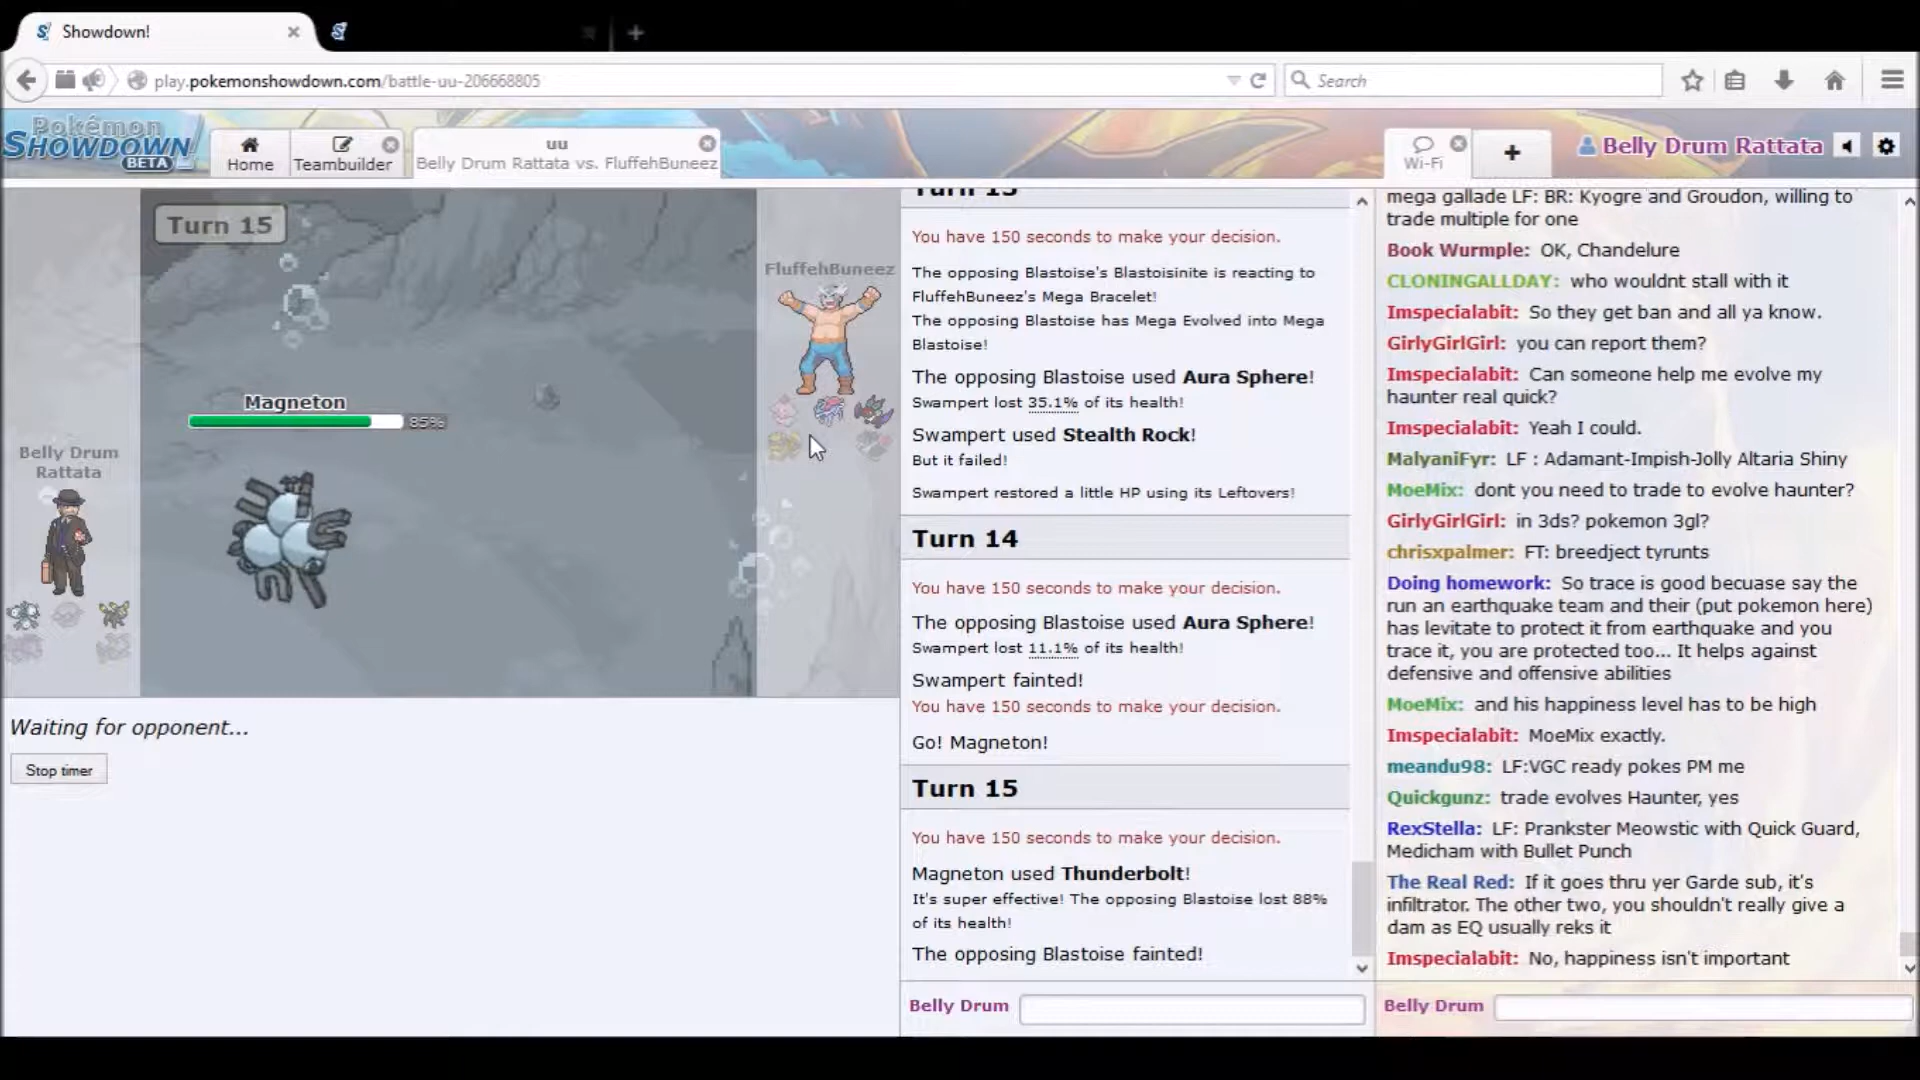 Showdown!
play.pokemonshowdown.com/battle-uu-206668805
Search
Pokémon
SHOWDOWN
BETA
Home
Teambuilder
uu
Belly Drum Rattata vs. FluffehBuneez
Wi-Fi
Belly Drum Rattata
Turn 15
Magneton
85%
Belly Drum
Rattata
FluffehBuneez
Waiting for opponent...
Stop timer
Turn 13
You have 150 seconds to make your decision.
The opposing Blastoise's Blastoisinite is reacting to
FluffehBuneez's Mega Bracelet!
The opposing Blastoise has Mega Evolved into Mega
Blastoise!
The opposing Blastoise used Aura Sphere!
Swampert lost 35.1% of its health!
Swampert used Stealth Rock!
But it failed!
Swampert restored a little HP using its Leftovers!
Turn 14
You have 150 seconds to make your decision.
The opposing Blastoise used Aura Sphere!
Swampert lost 11.1% of its health!
Swampert fainted!
You have 150 seconds to make your decision.
Go! Magneton!
Turn 15
You have 150 seconds to make your decision.
Magneton used Thunderbolt!
It's super effective! The opposing Blastoise lost 88%
of its health!
The opposing Blastoise fainted!
Belly Drum
mega gallade LF: BR: Kyogre and Groudon, willing to
trade multiple for one
Book Wurmple: OK, Chandelure
CLONINGALLDAY: who wouldnt stall with it
Imspecialabit: So they get ban and all ya know.
GirlyGirlGirl: you can report them?
Imspecialabit: Can someone help me evolve my
haunter real quick?
Imspecialabit: Yeah I could.
MalyaniFyr: LF : Adamant-Impish-Jolly Altaria Shiny
MoeMix: dont you need to trade to evolve haunter?
GirlyGirlGirl: in 3ds? pokemon 3gl?
chrisxpalmer: FT: breedject tyrunts
Doing homework: So trace is good becuase say the
run an earthquake team and their (put pokemon here)
has levitate to protect it from earthquake and you
trace it, you are protected too... It helps against
defensive and offensive abilities
MoeMix: and his happiness level has to be high
Imspecialabit: MoeMix exactly.
meandu98: LF:VGC ready pokes PM me
Quickgunz: trade evolves Haunter, yes
RexStella: LF: Prankster Meowstic with Quick Guard,
Medicham with Bullet Punch
The Real Red: If it goes thru yer Garde sub, it's
infiltrator. The other two, you shouldn't really give a
dam as EQ usually reks it
Imspecialabit: No, happiness isn't important
Belly Drum